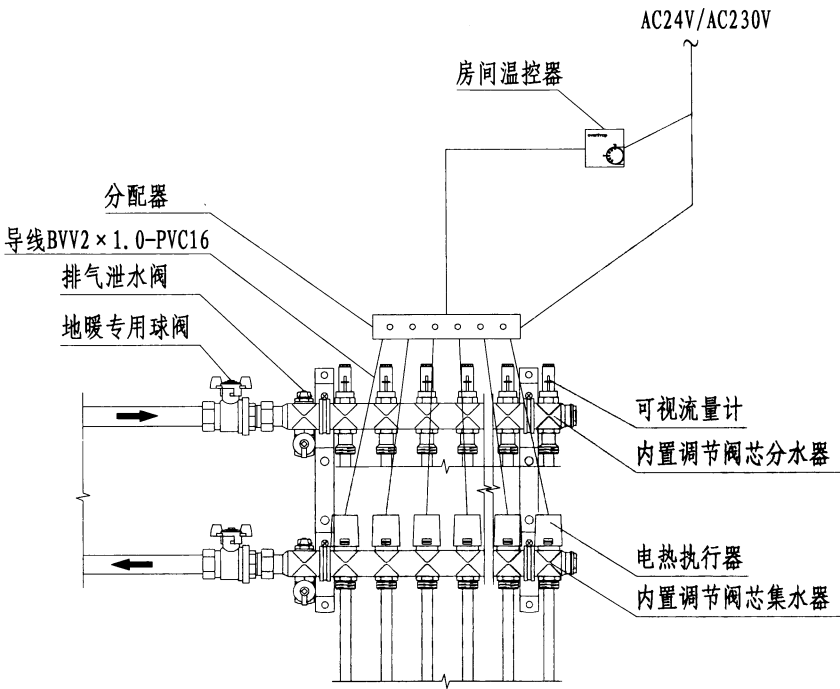 AC24V/AC230V
房间温控器
分配器
导线BVV2×1.0-PVC16
排气泄水阀
地暖专用球阀
可视流量计
内置调节阀芯分水器
电热执行器
内置调节阀芯集水器